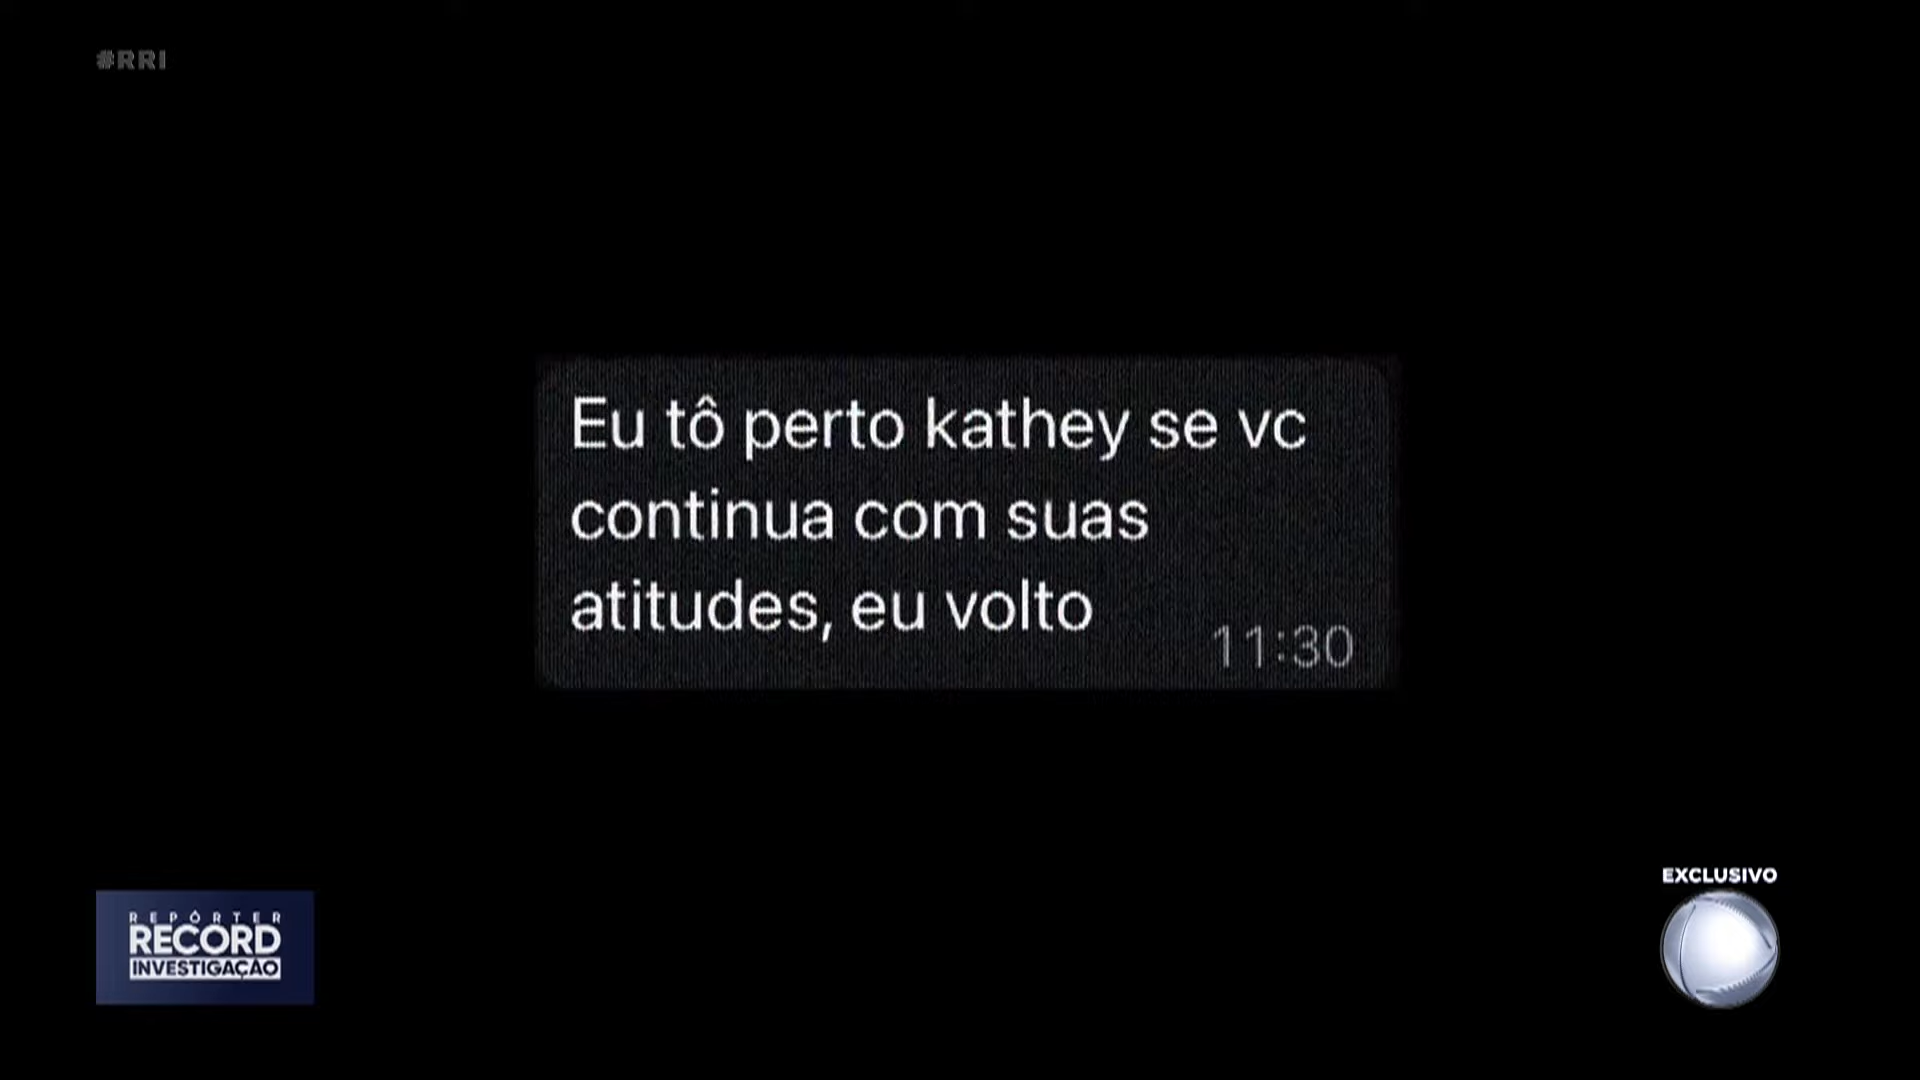 #RRI
Eu tô perto kathey se vc
continua com suas
atitudes, eu volto
11:30
REPÓRTER
RECORD
INVESTIGAÇÃO
EXCLUSIVO